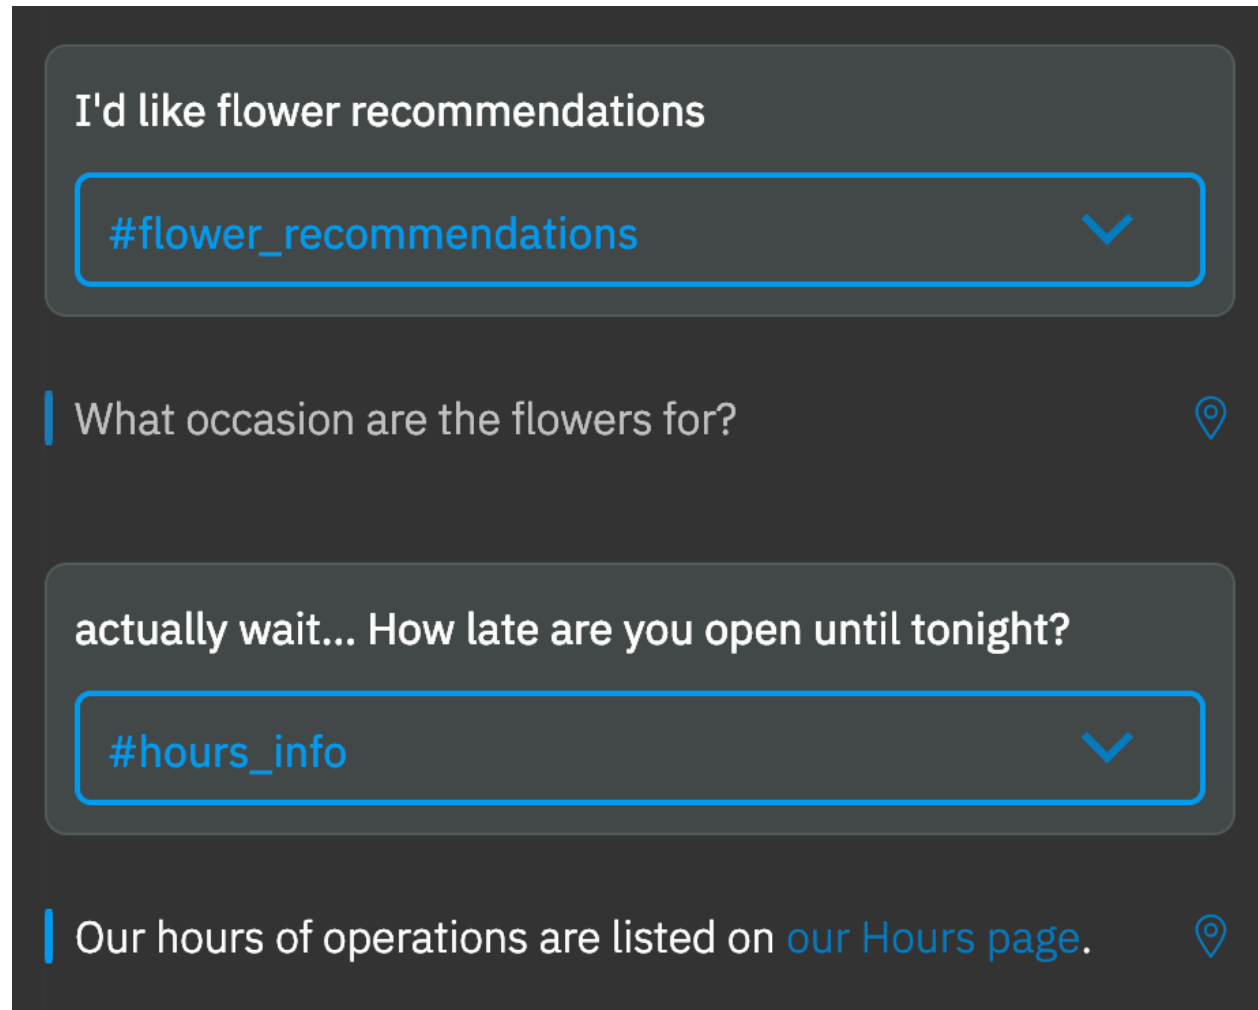 I'd like flower recommendations
#flower_recommendations
What occasion are the flowers for?
actually wait... How late are you open until tonight?
#hours_info
Our hours of operations are listed on our Hours page.